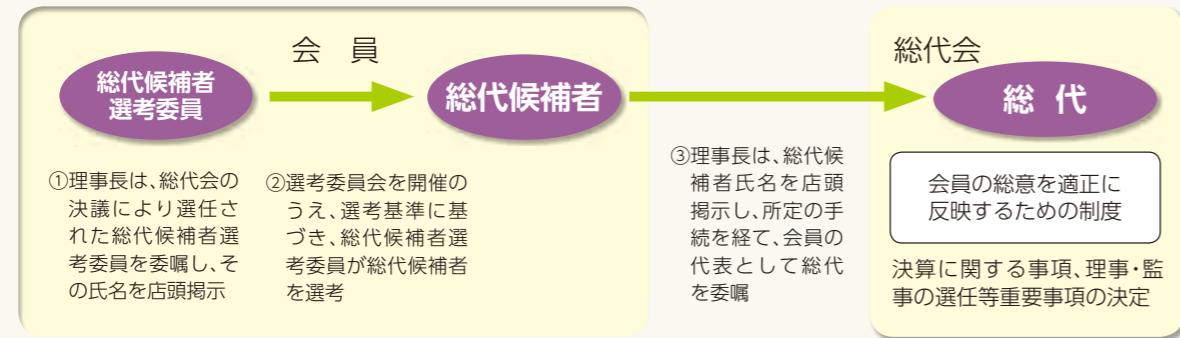 会　員
総代候補者
選考委員
総代候補者
①理事長は、総代会の
決議により選任さ
れた総代候補者選
考委員を委嘱し、そ
の氏名を店頭掲示
②選考委員会を開催の
うえ、選考基準に基
づき、総代候補者選
考委員が総代候補者
を選考
③理事長は、総代候
補者氏名を店頭
掲示し、所定の手
続を経て、会員の
代表として総代
を委嘱
総代会
総　代
会員の総意を適正に
反映するための制度
決算に関する事項、理事・監
事の選任等重要事項の決定